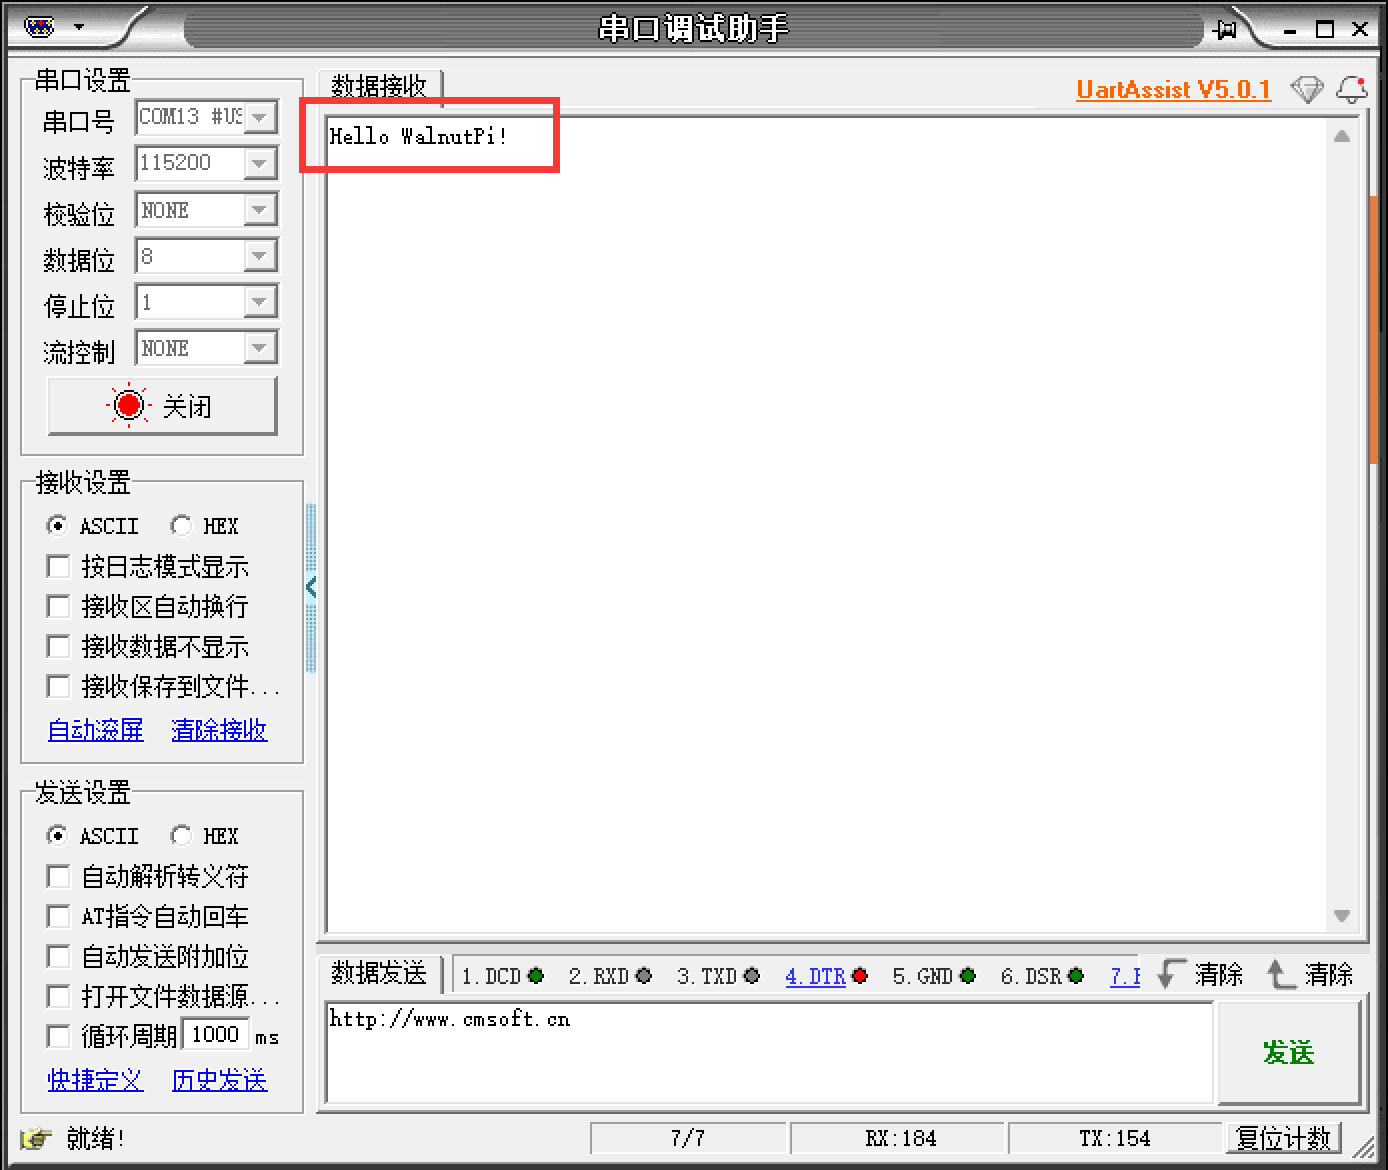 串口调试助手
串口设置
串口号 COM13 #US
波特率 115200
校验位 NONE
数据位 8
停止位 1
流控制 NONE
关闭
接收设置
ASCII HEX
按日志模式显示
接收区自动换行
接收数据不显示
接收保存到文件...
自动滚屏 清除接收
发送设置
ASCII HEX
自动解析转义符
AT指令自动回车
自动发送附加位
打开文件数据源...
循环周期 1000 ms
快捷定义 历史发送
数据接收 UartAssist V5.0.1
Hello WalnutPi!
数据发送 1.DCD 2.RXD 3.TXD 4.DTR 5.GND 6.DSR 7. 清除 清除
http://www.cmsoft.cn
发送
就绪! 7/7 RX:184 TX:154 复位计数